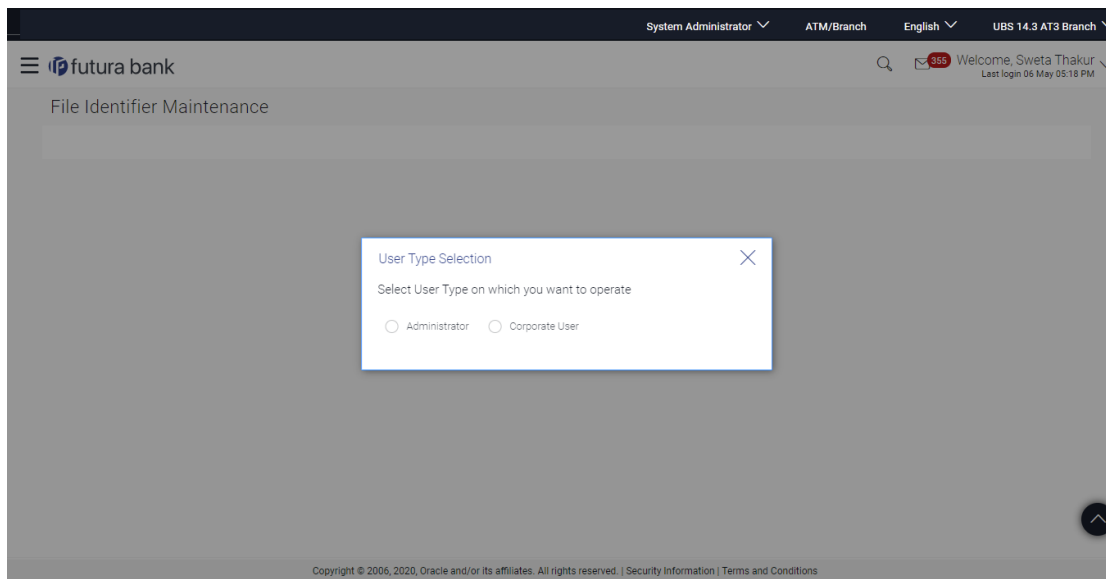 System Administrator ATM/Branch English UBS 14.3 AT3 Branch
futura bank 355 Welcome, Sweta Thakur
Last login 06 May 05:18 PM
File Identifier Maintenance
User Type Selection
Select User Type on which you want to operate
Administrator Corporate User
Copyright © 2006, 2020, Oracle and/or its affiliates. All rights reserved. | Security Information | Terms and Conditions